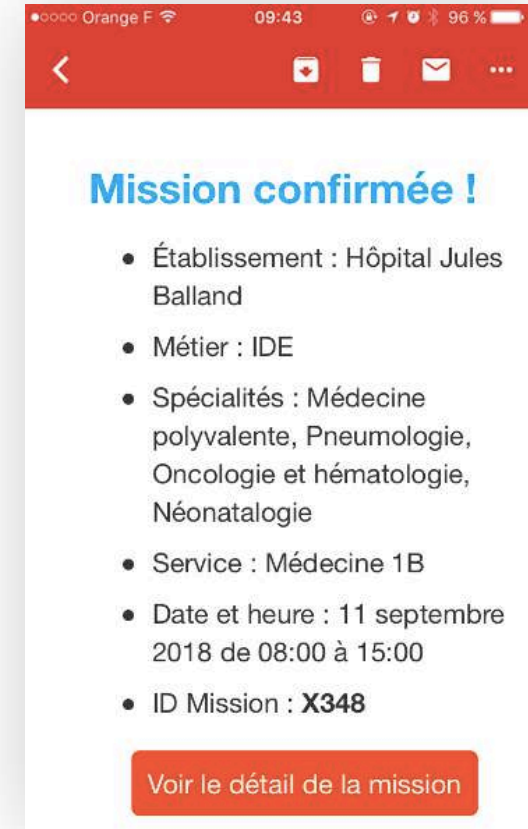 Orange F 09:43 96 %
Mission confirmée !
• Établissement : Hôpital Jules
Balland
• Métier : IDE
• Spécialités : Médecine
polyvalente, Pneumologie,
Oncologie et hématologie,
Néonatalogie
• Service : Médecine 1B
• Date et heure : 11 septembre
2018 de 08:00 à 15:00
• ID Mission : X348
Voir le détail de la mission